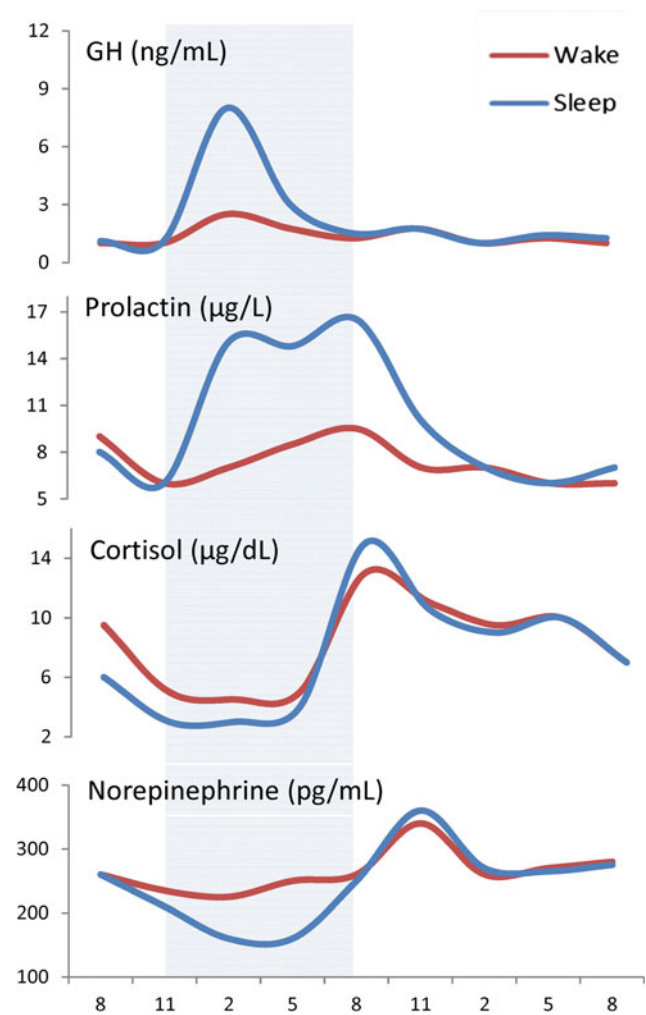 12
GH (ng/mL)
Wake
9
Sleep
6
3
0
17
Prolactin (μg/L)
14
11
8
5
14
Cortisol (μg/dL)
10
6
2
400
Norepinephrine (pg/mL)
300
200
100
8 11 2 5 8 11 2 5 8